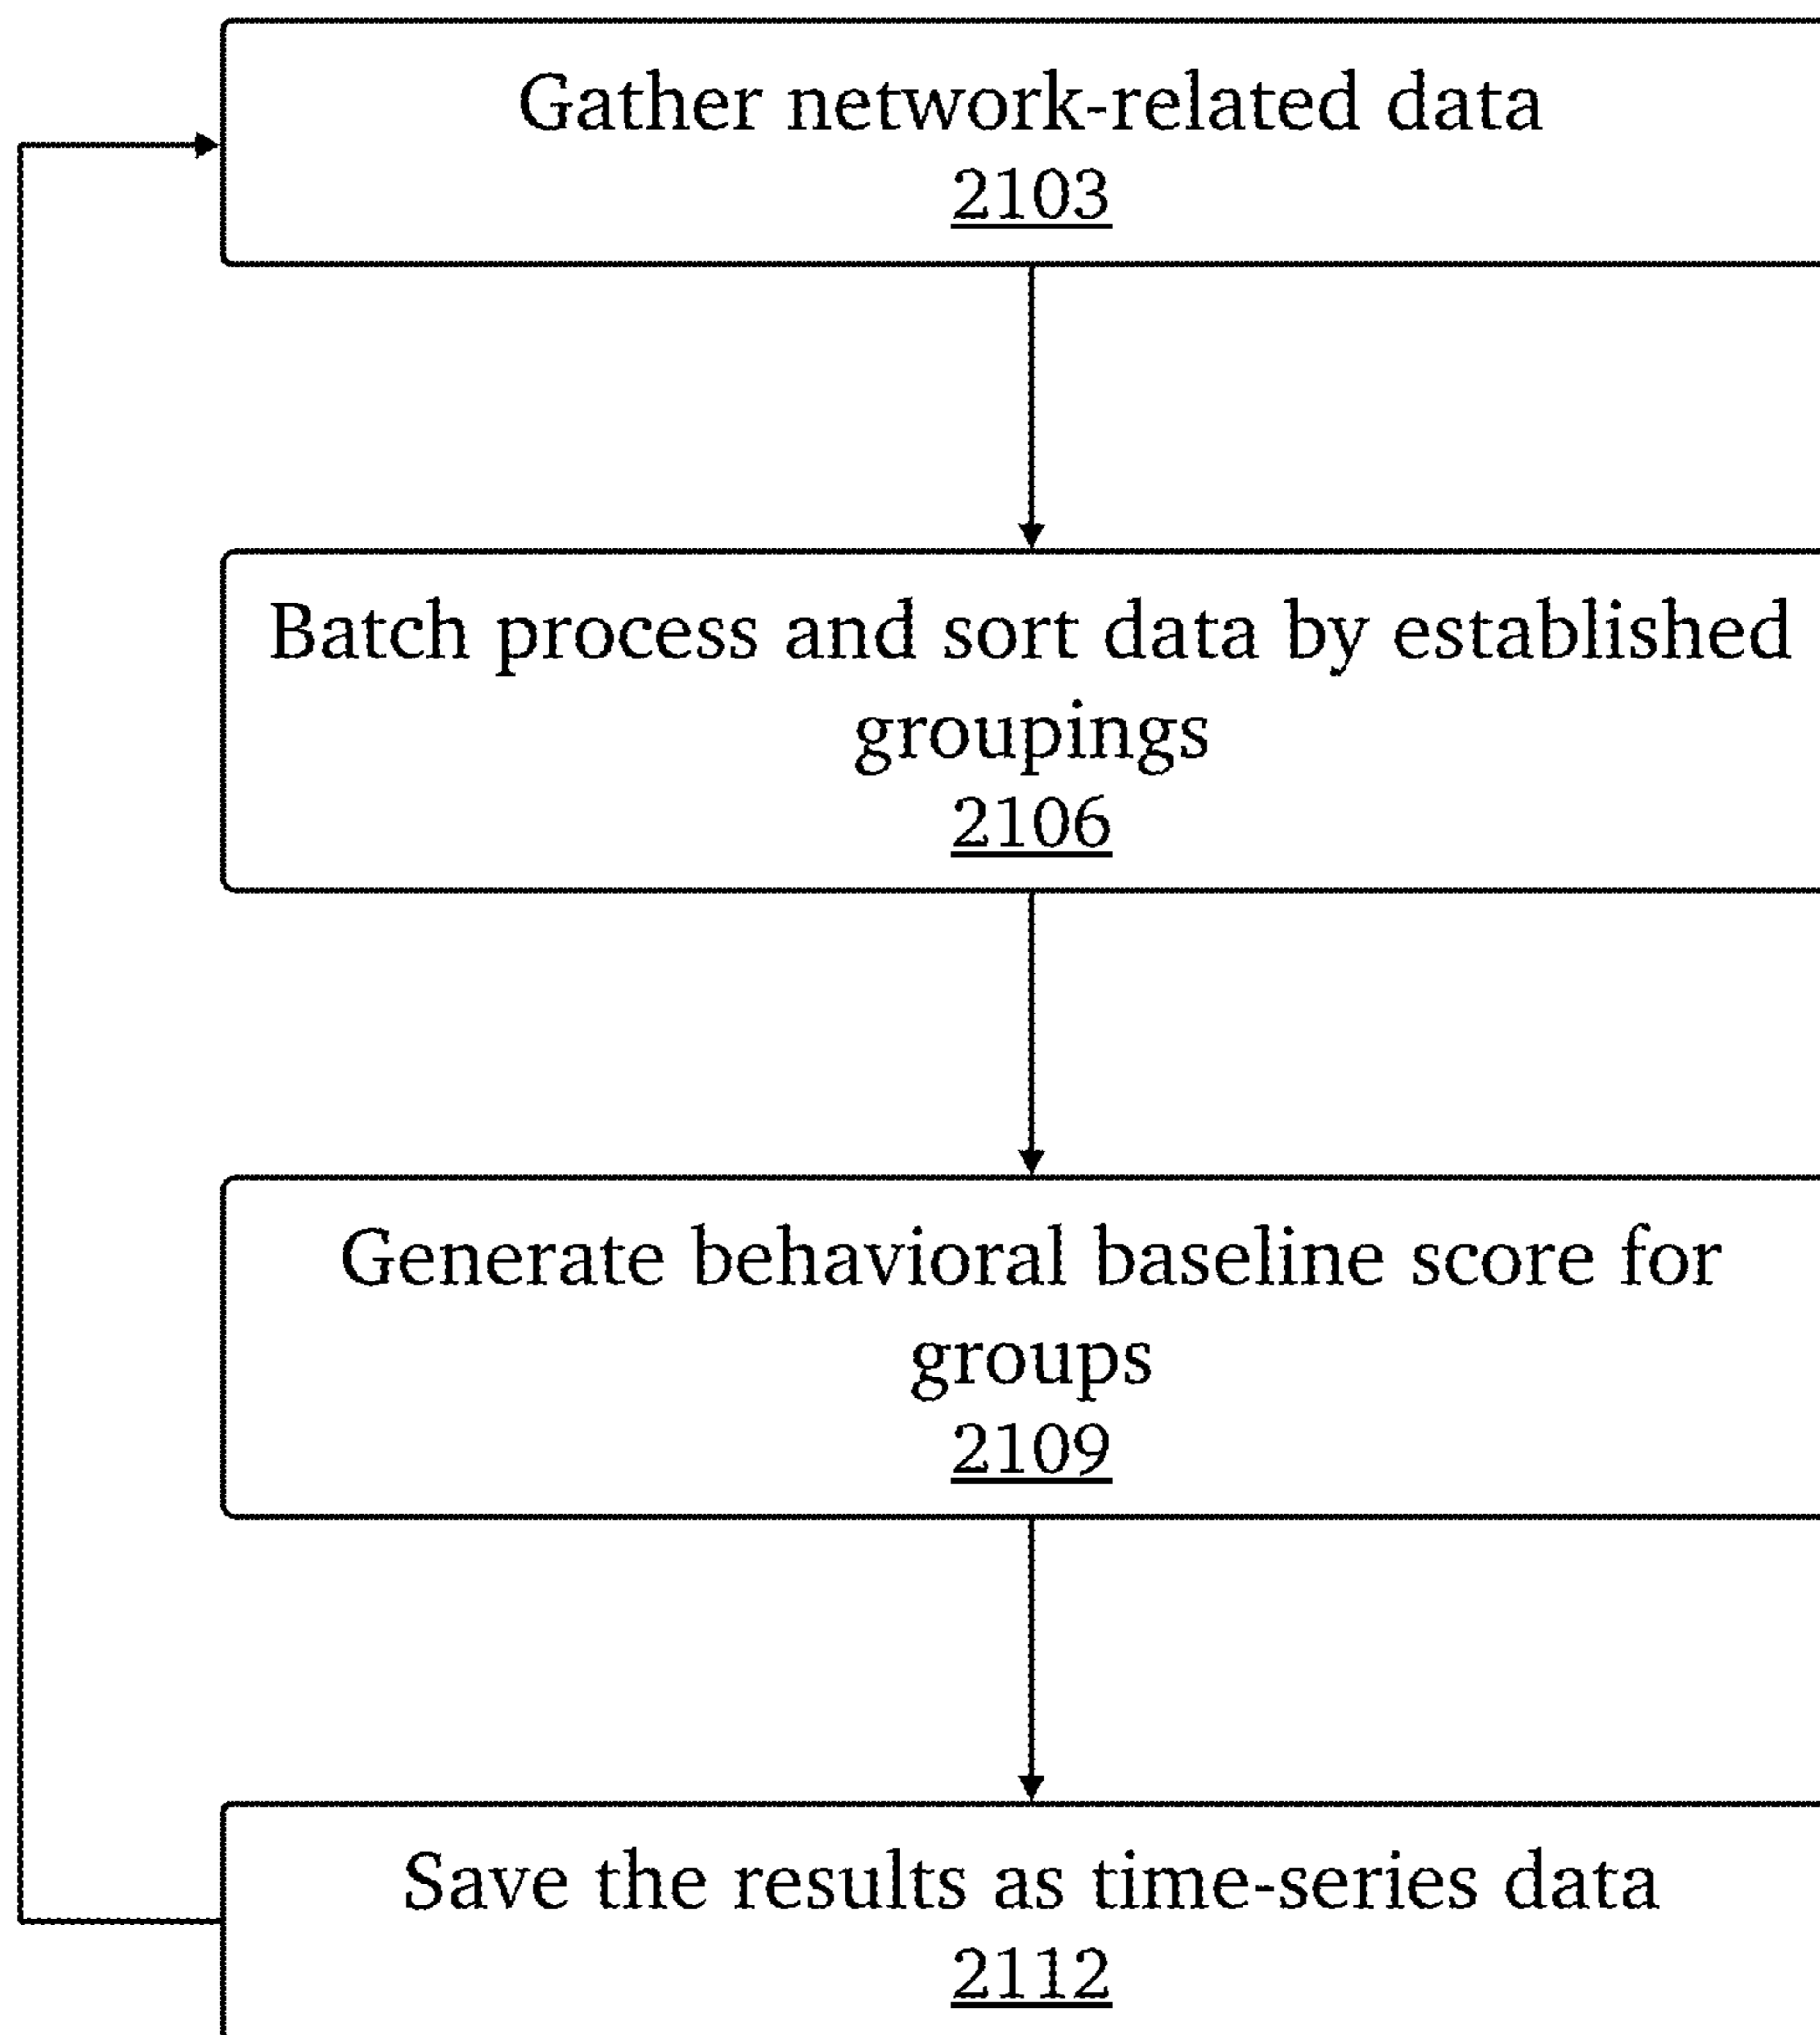 Gather network-related data
2103
Batch process and sort data by established
groupings
2106
Generate behavioral baseline score for
groups
2109
Save the results as time-series data
2112